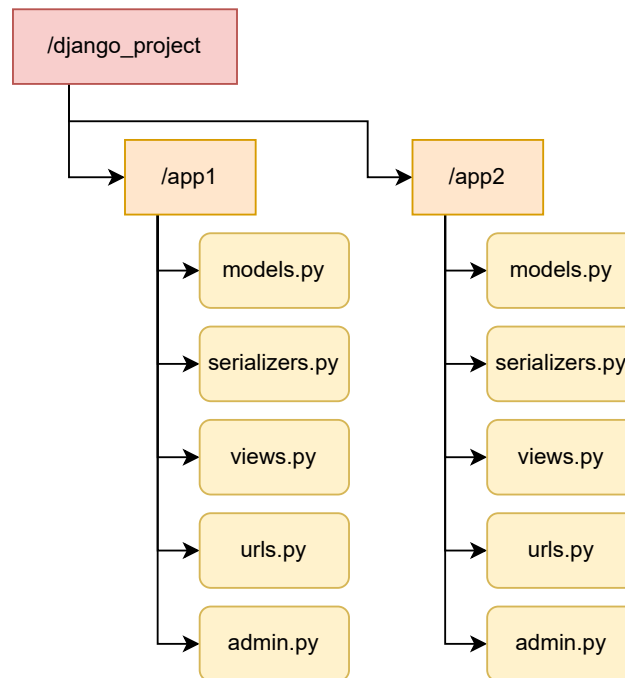 /django_project
/app1
/app2
models.py
models.py
serializers.py
serializers.py
views.py
views.py
urls.py
urls.py
admin.py
admin.py